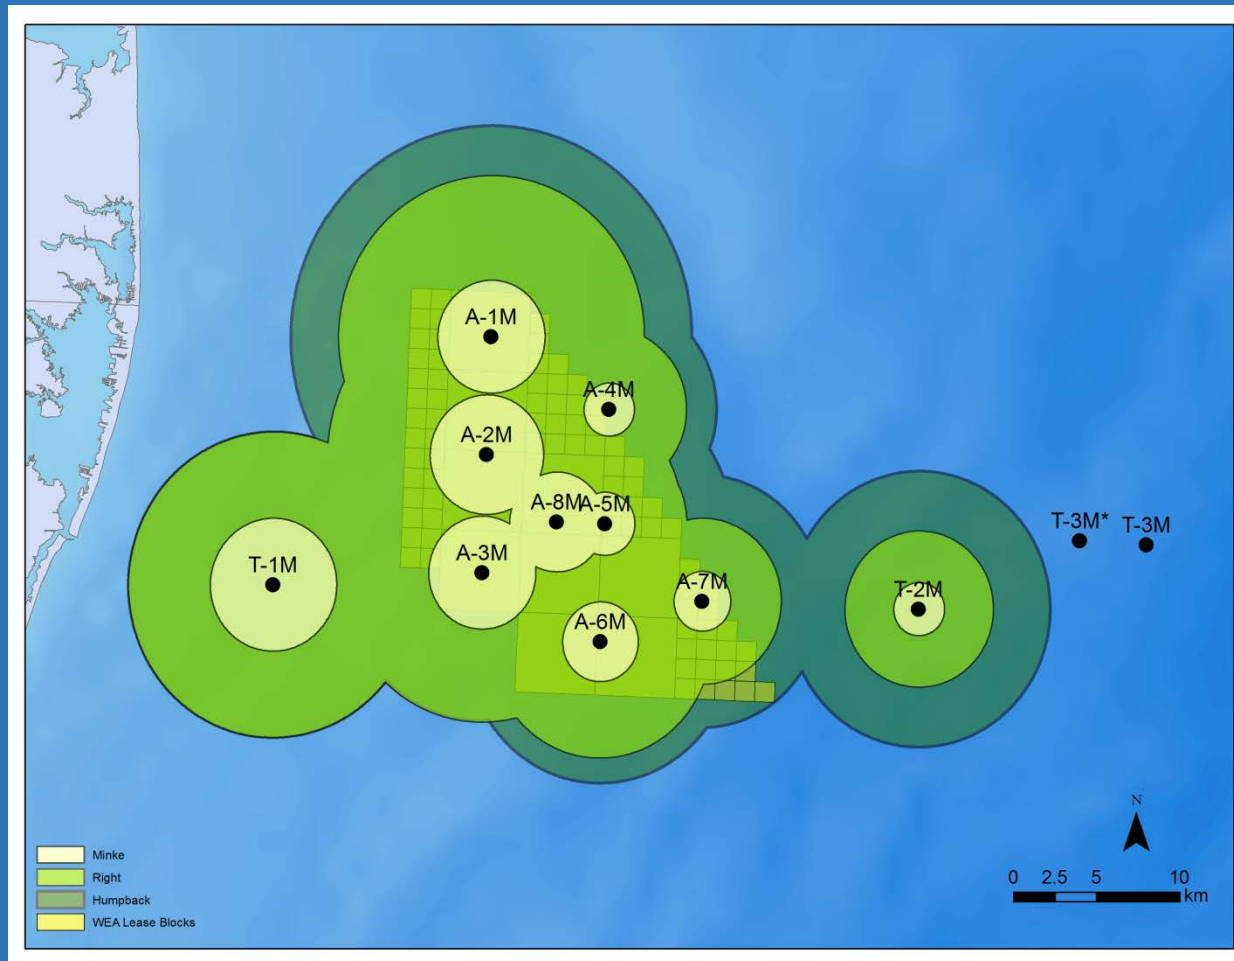 A-1M
A-4M
A-2M
A-8M
A-5M
T-3M*
T-3M
A-3M
T-1M
A-7M
T-2M
A-6M
N
0 2.5 5 10
km
Minke
Right
Humpback
WEA Lease Blocks